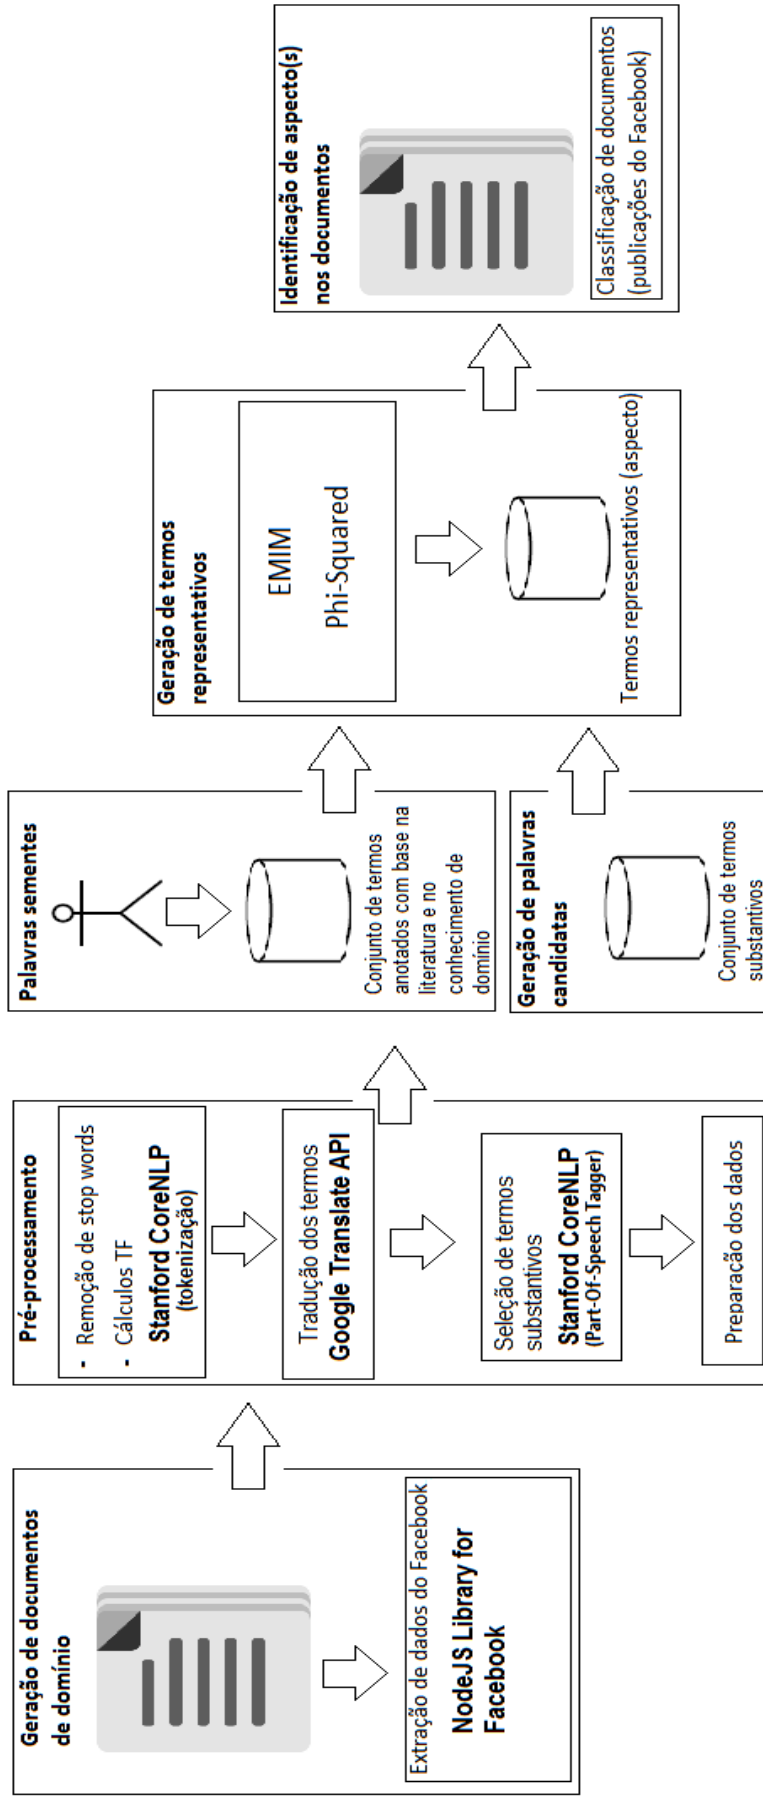 Geração de documentos
de domínio
Extração de dados do Facebook
NodeJS Library for
Facebook
Pré-processamento
- Remoção de stop words
- Cálculos TF
Stanford CoreNLP
(tokenização)
Tradução dos termos
Google Translate API
Seleção de termos
substantivos
Stanford CoreNLP
(Part-Of-Speech Tagger)
Preparação dos dados
Palavras sementes
Conjunto de termos
anotados com base na
literatura e no
conhecimento de
domínio
Geração de palavras
candidatas
Conjunto de termos
substantivos
Geração de termos
representativos
EMIM
Phi-Squared
Termos representativos (aspecto)
Identificação de aspecto(s)
nos documentos
Classificação de documentos
(publicações do Facebook)